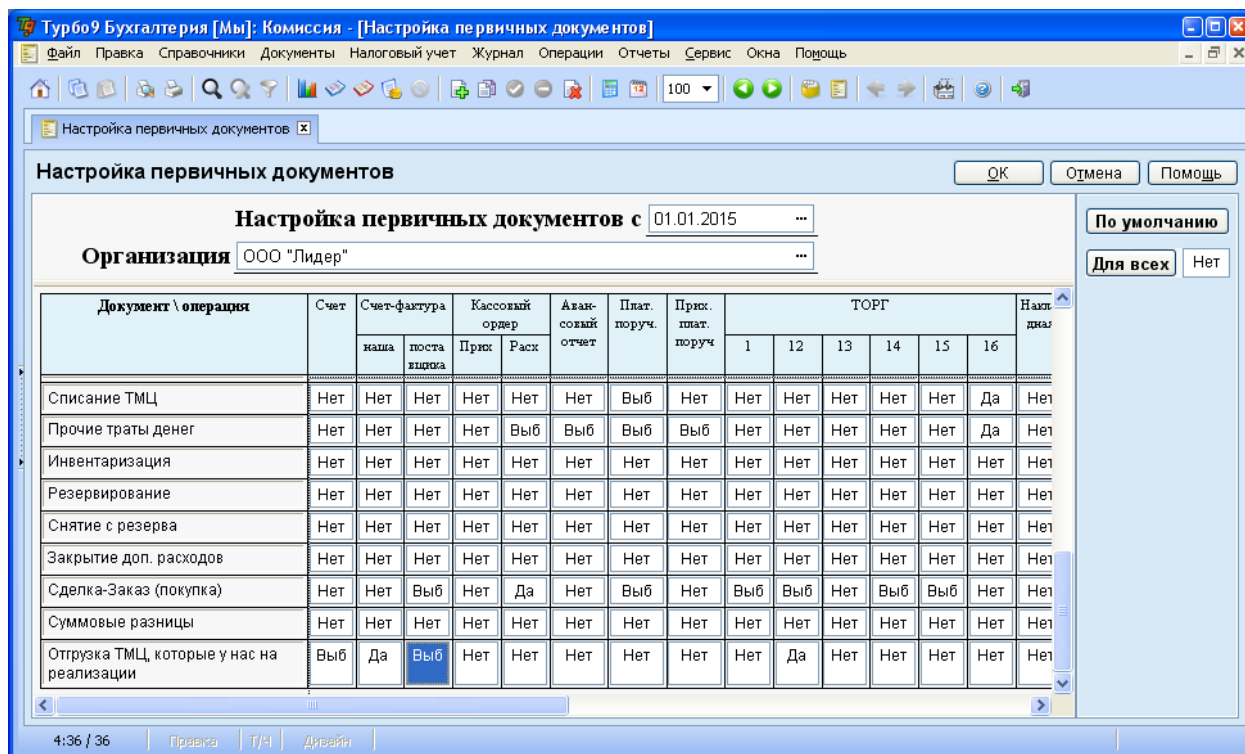 Турбо9 Бухгалтерия [Мы]: Комиссия - [Настройка первичных документов]
Файл Правка Справочники Документы Налоговый учет Журнал Операции Отчеты Сервис Окна Помощь
100
Настройка первичных документов
Настройка первичных документов ОК Отмена Помощь
Настройка первичных документов с 01.01.2015 ... По умолчанию
Организация ООО "Лидер" ... Для всех Нет
Документ \ операция Счет Счет-фактура Кассовый ордер Аван-совый отчет Плат. поруч. Прих. плат. поруч ТОРГ Накл дная
наша поста вщика Прих Расх 1 12 13 14 15 16
Списание ТМЦ Нет Нет Нет Нет Нет Нет Выб Нет Нет Нет Нет Нет Нет Да Нет
Прочие траты денег Нет Нет Нет Нет Выб Выб Выб Выб Нет Нет Нет Нет Нет Да Нет
Инвентаризация Нет Нет Нет Нет Нет Нет Нет Нет Нет Нет Нет Нет Нет Нет Нет
Резервирование Нет Нет Нет Нет Нет Нет Нет Нет Нет Нет Нет Нет Нет Нет Нет
Снятие с резерва Нет Нет Нет Нет Нет Нет Нет Нет Нет Нет Нет Нет Нет Нет Нет
Закрытие доп. расходов Нет Нет Нет Нет Нет Нет Нет Нет Нет Нет Нет Нет Нет Нет Нет
Сделка-Заказ (покупка) Нет Нет Выб Нет Да Нет Выб Нет Выб Выб Нет Выб Выб Нет Нет
Суммовые разницы Нет Нет Нет Нет Нет Нет Нет Нет Нет Нет Нет Нет Нет Нет Нет
Отгрузка ТМЦ, которые у нас на Выб Да Выб Нет Нет Нет Нет Нет Нет Да Нет Нет Нет Нет Нет
реализации
4:36 / 36 Правка Т/Ч Дизайн